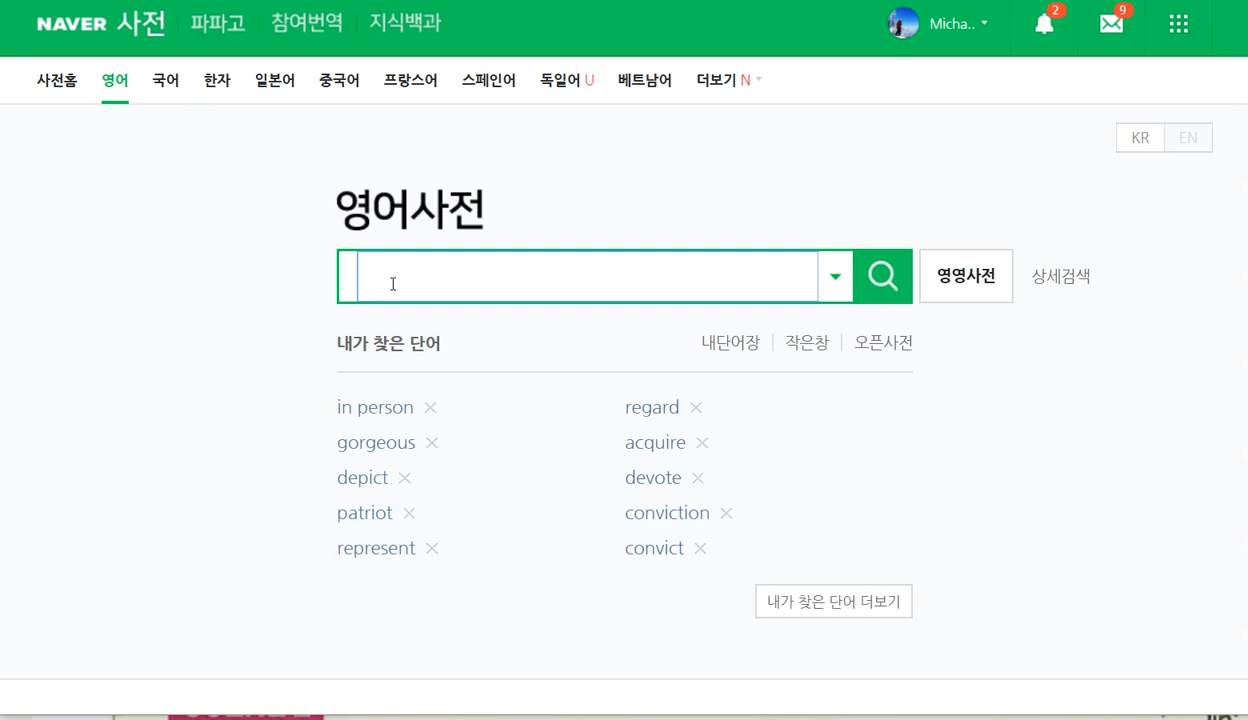 NAVER 사전 파파고 참여번역 지식백과 Micha.. 2 9
사전홈 영어 국어 한자 일본어 중국어 프랑스어 스페인어 독일어 U 베트남어 더보기 N
KR EN
영어사전
영영사전 상세검색
내가 찾은 단어 내단어장 작은창 오픈사전
in person regard
gorgeous acquire
depict devote
patriot conviction
represent convict
내가 찾은 단어 더보기